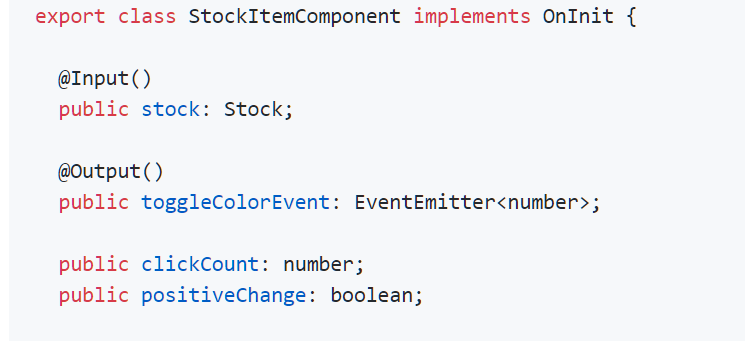 export class StockItemComponent implements OnInit {
@Input()
public stock: Stock;
@Output()
public toggleColorEvent: EventEmitter<number>;
public clickCount: number;
public positiveChange: boolean;